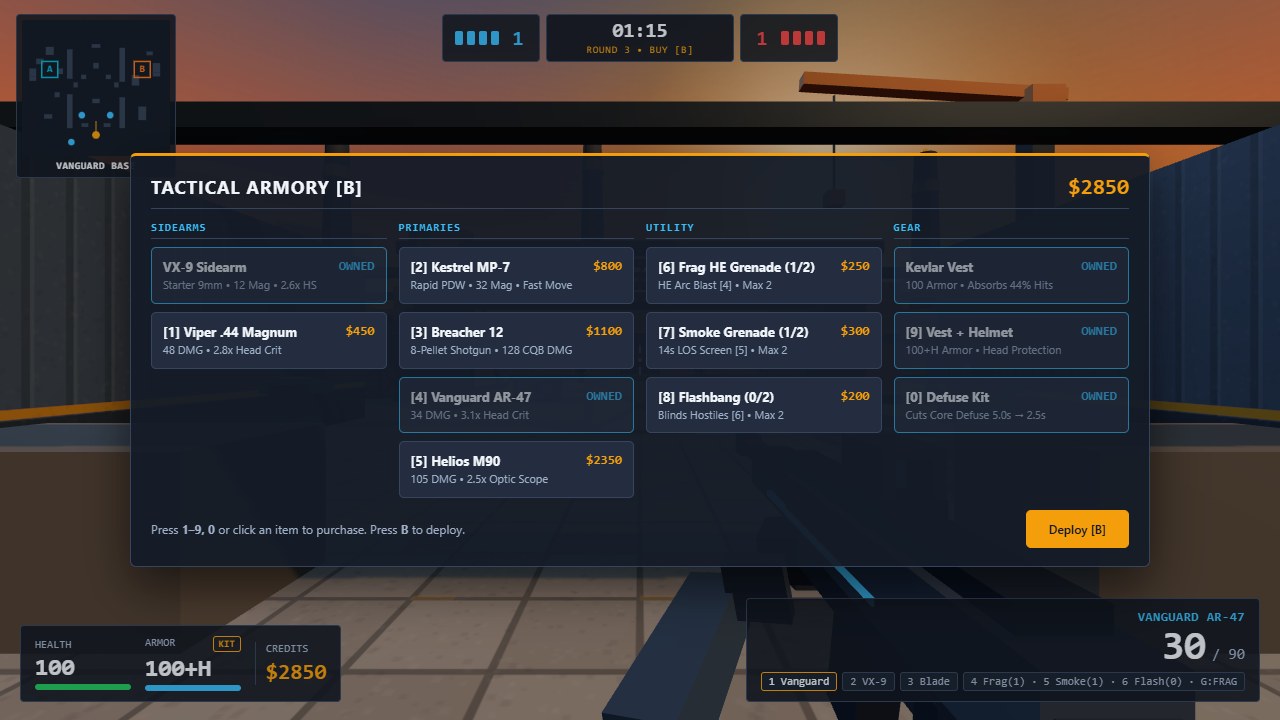 A
B
VANGUARD BAS
1
01:15
ROUND 3 • BUY [B]
1
TACTICAL ARMORY [B]
$2850
SIDEARMS
VX-9 Sidearm
OWNED
Starter 9mm • 12 Mag • 2.6x HS
[1] Viper .44 Magnum
$450
48 DMG • 2.8x Head Crit
PRIMARIES
[2] Kestrel MP-7
$800
Rapid PDW • 32 Mag • Fast Move
[3] Breacher 12
$1100
8-Pellet Shotgun • 128 CQB DMG
[4] Vanguard AR-47
OWNED
34 DMG • 3.1x Head Crit
[5] Helios M90
$2350
105 DMG • 2.5x Optic Scope
UTILITY
[6] Frag HE Grenade (1/2)
$250
HE Arc Blast [4] • Max 2
[7] Smoke Grenade (1/2)
$300
14s LOS Screen [5] • Max 2
[8] Flashbang (0/2)
$200
Blinds Hostiles [6] • Max 2
GEAR
Kevlar Vest
OWNED
100 Armor • Absorbs 44% Hits
[9] Vest + Helmet
OWNED
100+H Armor • Head Protection
[0] Defuse Kit
OWNED
Cuts Core Defuse 5.0s → 2.5s
Press 1–9, 0 or click an item to purchase. Press B to deploy.
Deploy [B]
HEALTH
100
ARMOR
KIT
100+H
CREDITS
$2850
VANGUARD AR-47
30 / 90
1 Vanguard
2 VX-9
3 Blade
4 Frag(1) · 5 Smoke(1) · 6 Flash(0) · G:FRAG